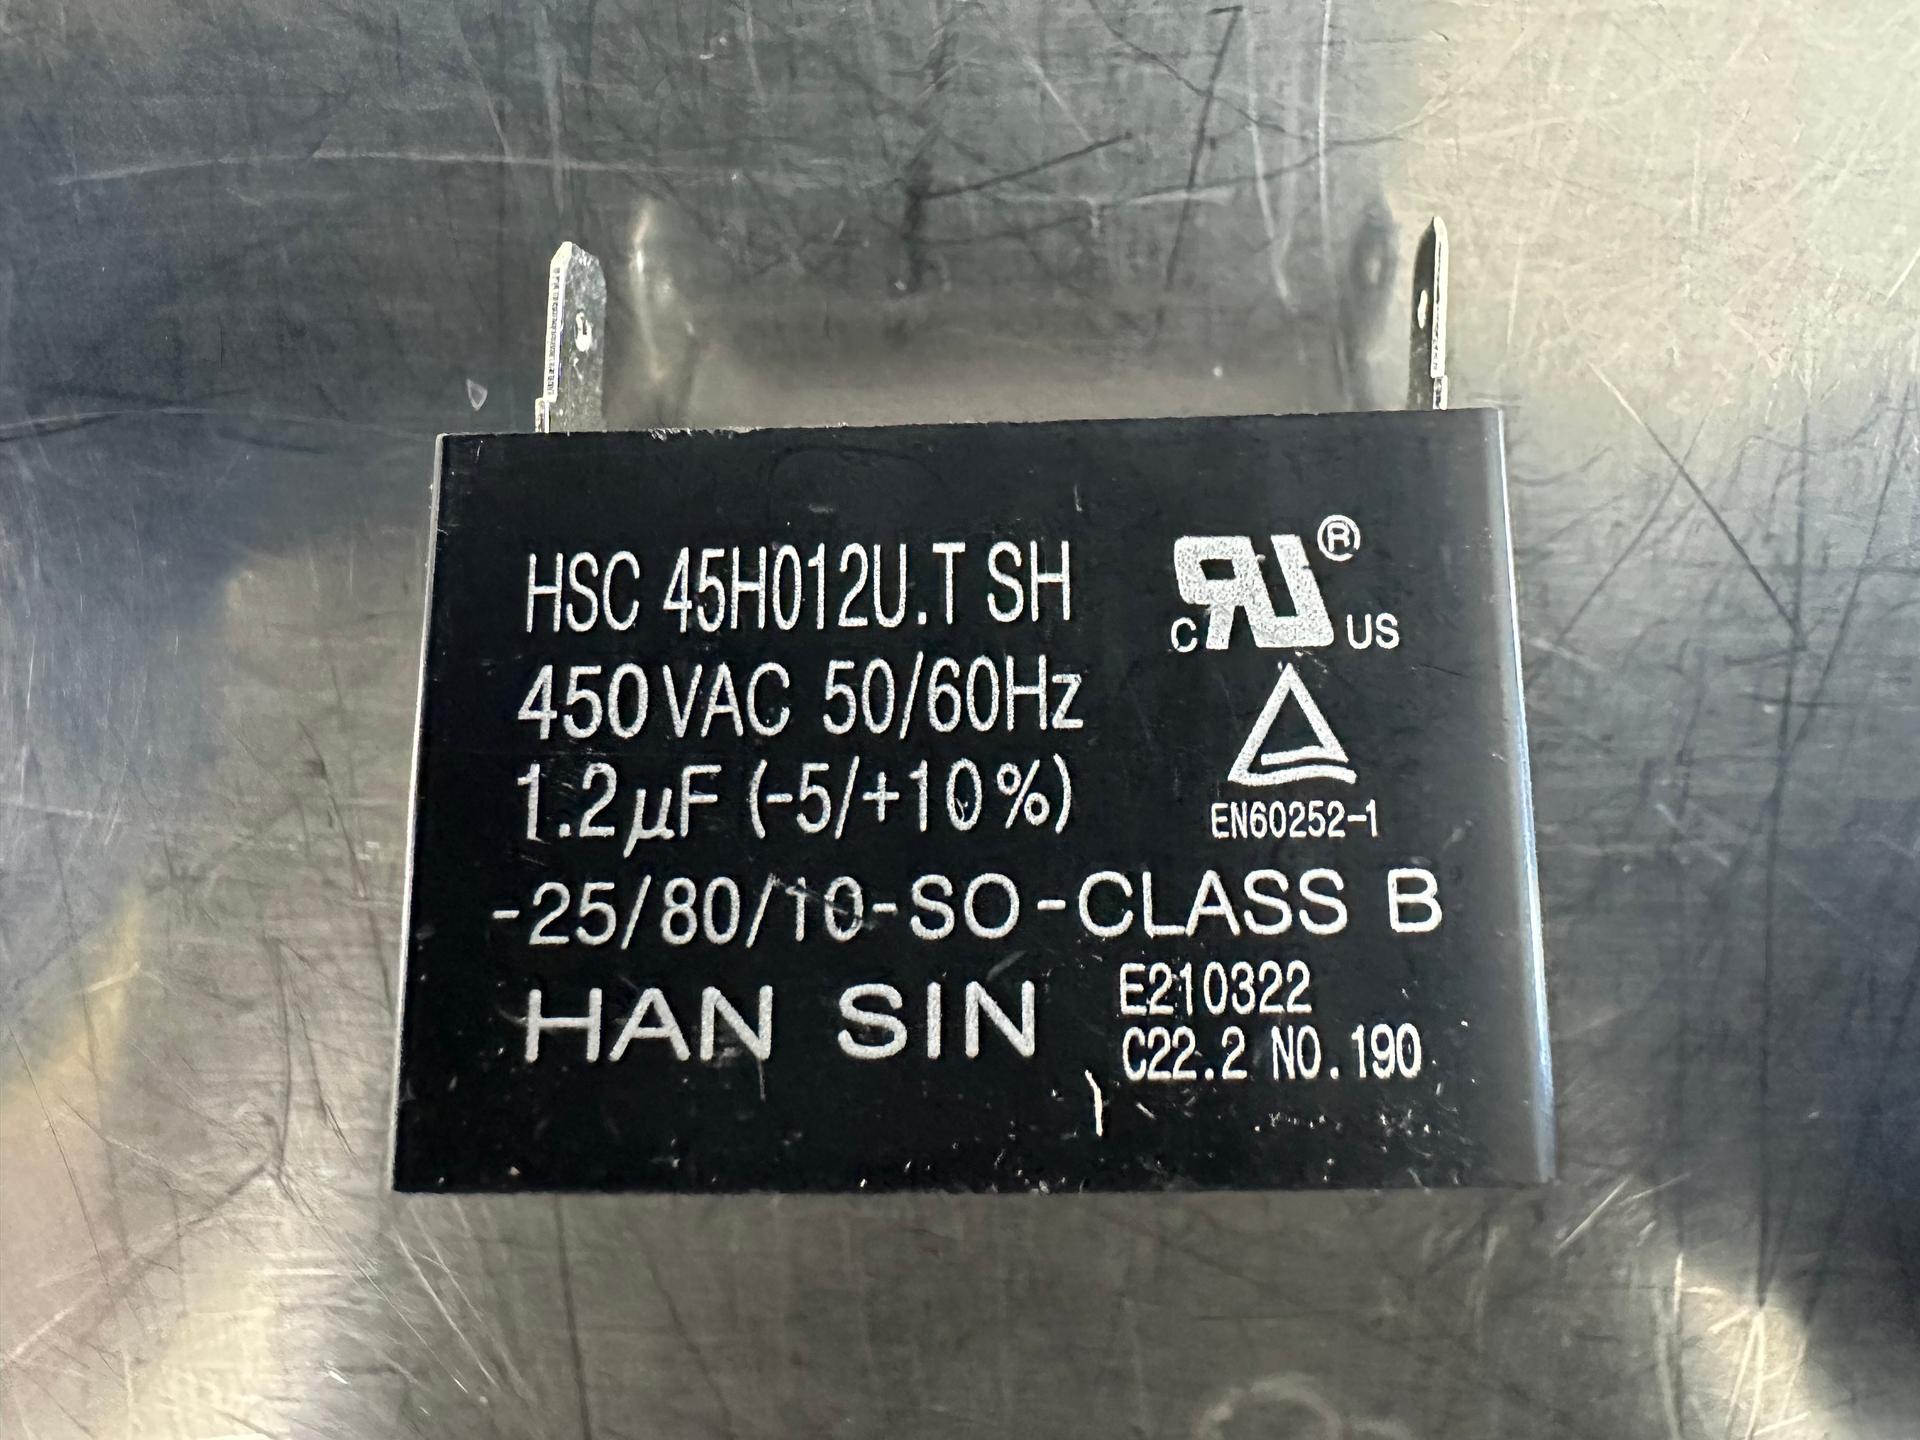 HSC 45H012U.T SH
450VAC 50/60Hz
1.2µF (-5/+10%)
-25/80/10-SO-CLASS B
HAN SIN
E210322
C22.2 NO.190
C RU® US
EN60252-1